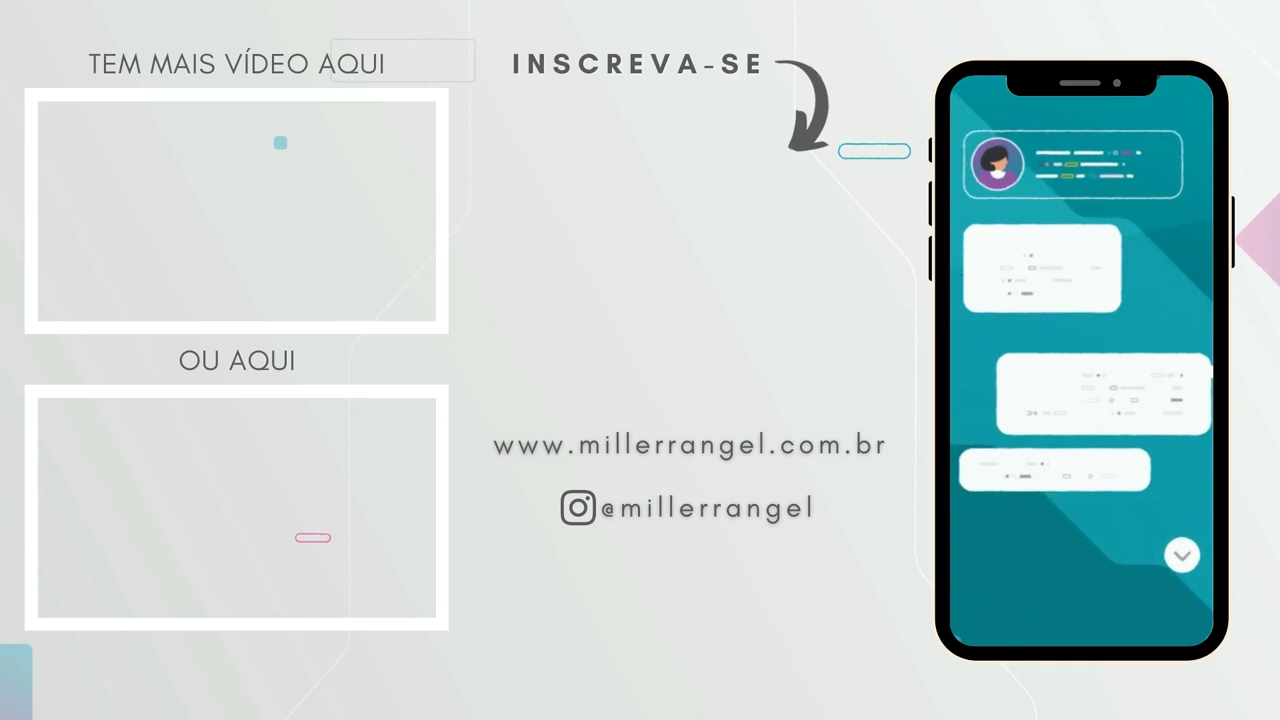 TEM MAIS VÍDEO AQUI
INSCREVA-SE
OU AQUI
www.millerrangel.com.br
@millerrangel